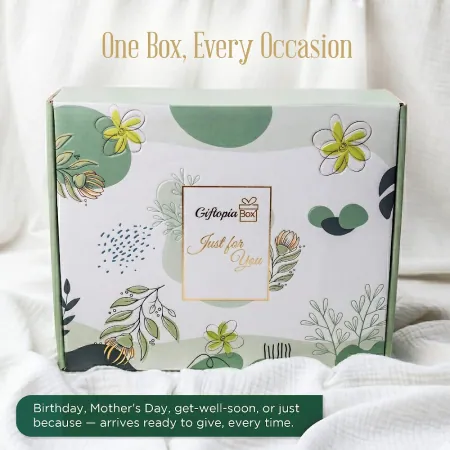 One Box, Every Occasion
Giftopia Box
Just for
You
Birthday, Mother's Day, get-well-soon, or just
because — arrives ready to give, every time.